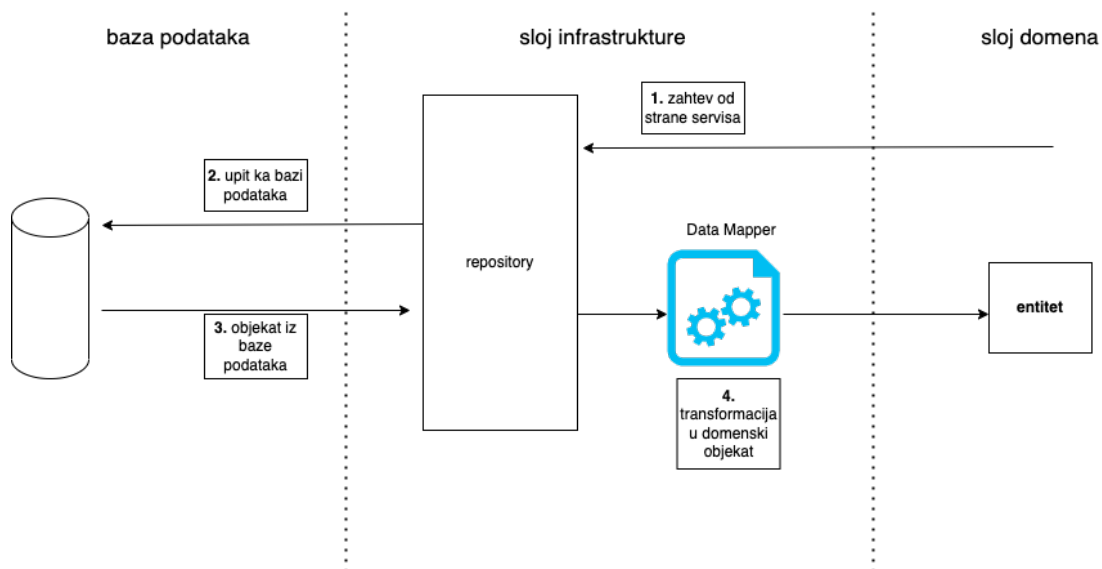 baza podataka
sloj infrastrukture
sloj domena
1. zahtev od
strane servisa
2. upit ka bazi
podataka
Data Mapper
repository
entitet
3. objekat iz
baze
podataka
4.
transformacija
u domenski
objekat